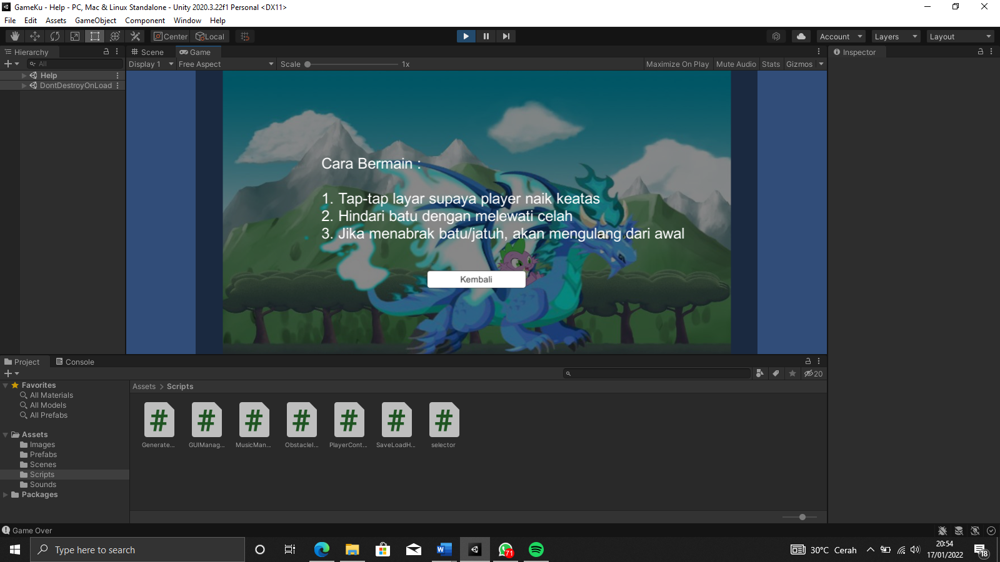 GameKu - Help - PC, Mac & Linux Standalone - Unity 2020.3.22f1 Personal <DX11>
File Edit Assets GameObject Component Window Help
Center Local Account Layers Layout
Hierarchy Scene Game Inspector
All Display 1 Free Aspect Scale 1x Maximize On Play Mute Audio Stats Gizmos
Help
DontDestroyOnLoad
Cara Bermain :
1. Tap-tap layar supaya player naik keatas
2. Hindari batu dengan melewati celah
3. Jika menabrak batu/jatuh, akan mengulang dari awal
Kembali
Project Console
20
Favorites
All Materials
All Models
All Prefabs
Assets
Images
Prefabs
Scenes
Scripts
Sounds
Packages
Assets > Scripts
Generate... GUIManag... MusicMan... ObstacleI... PlayerCont... SaveLoadH... selector
Game Over
Type here to search
71
30°C Cerah
20:54
17/01/2022
18